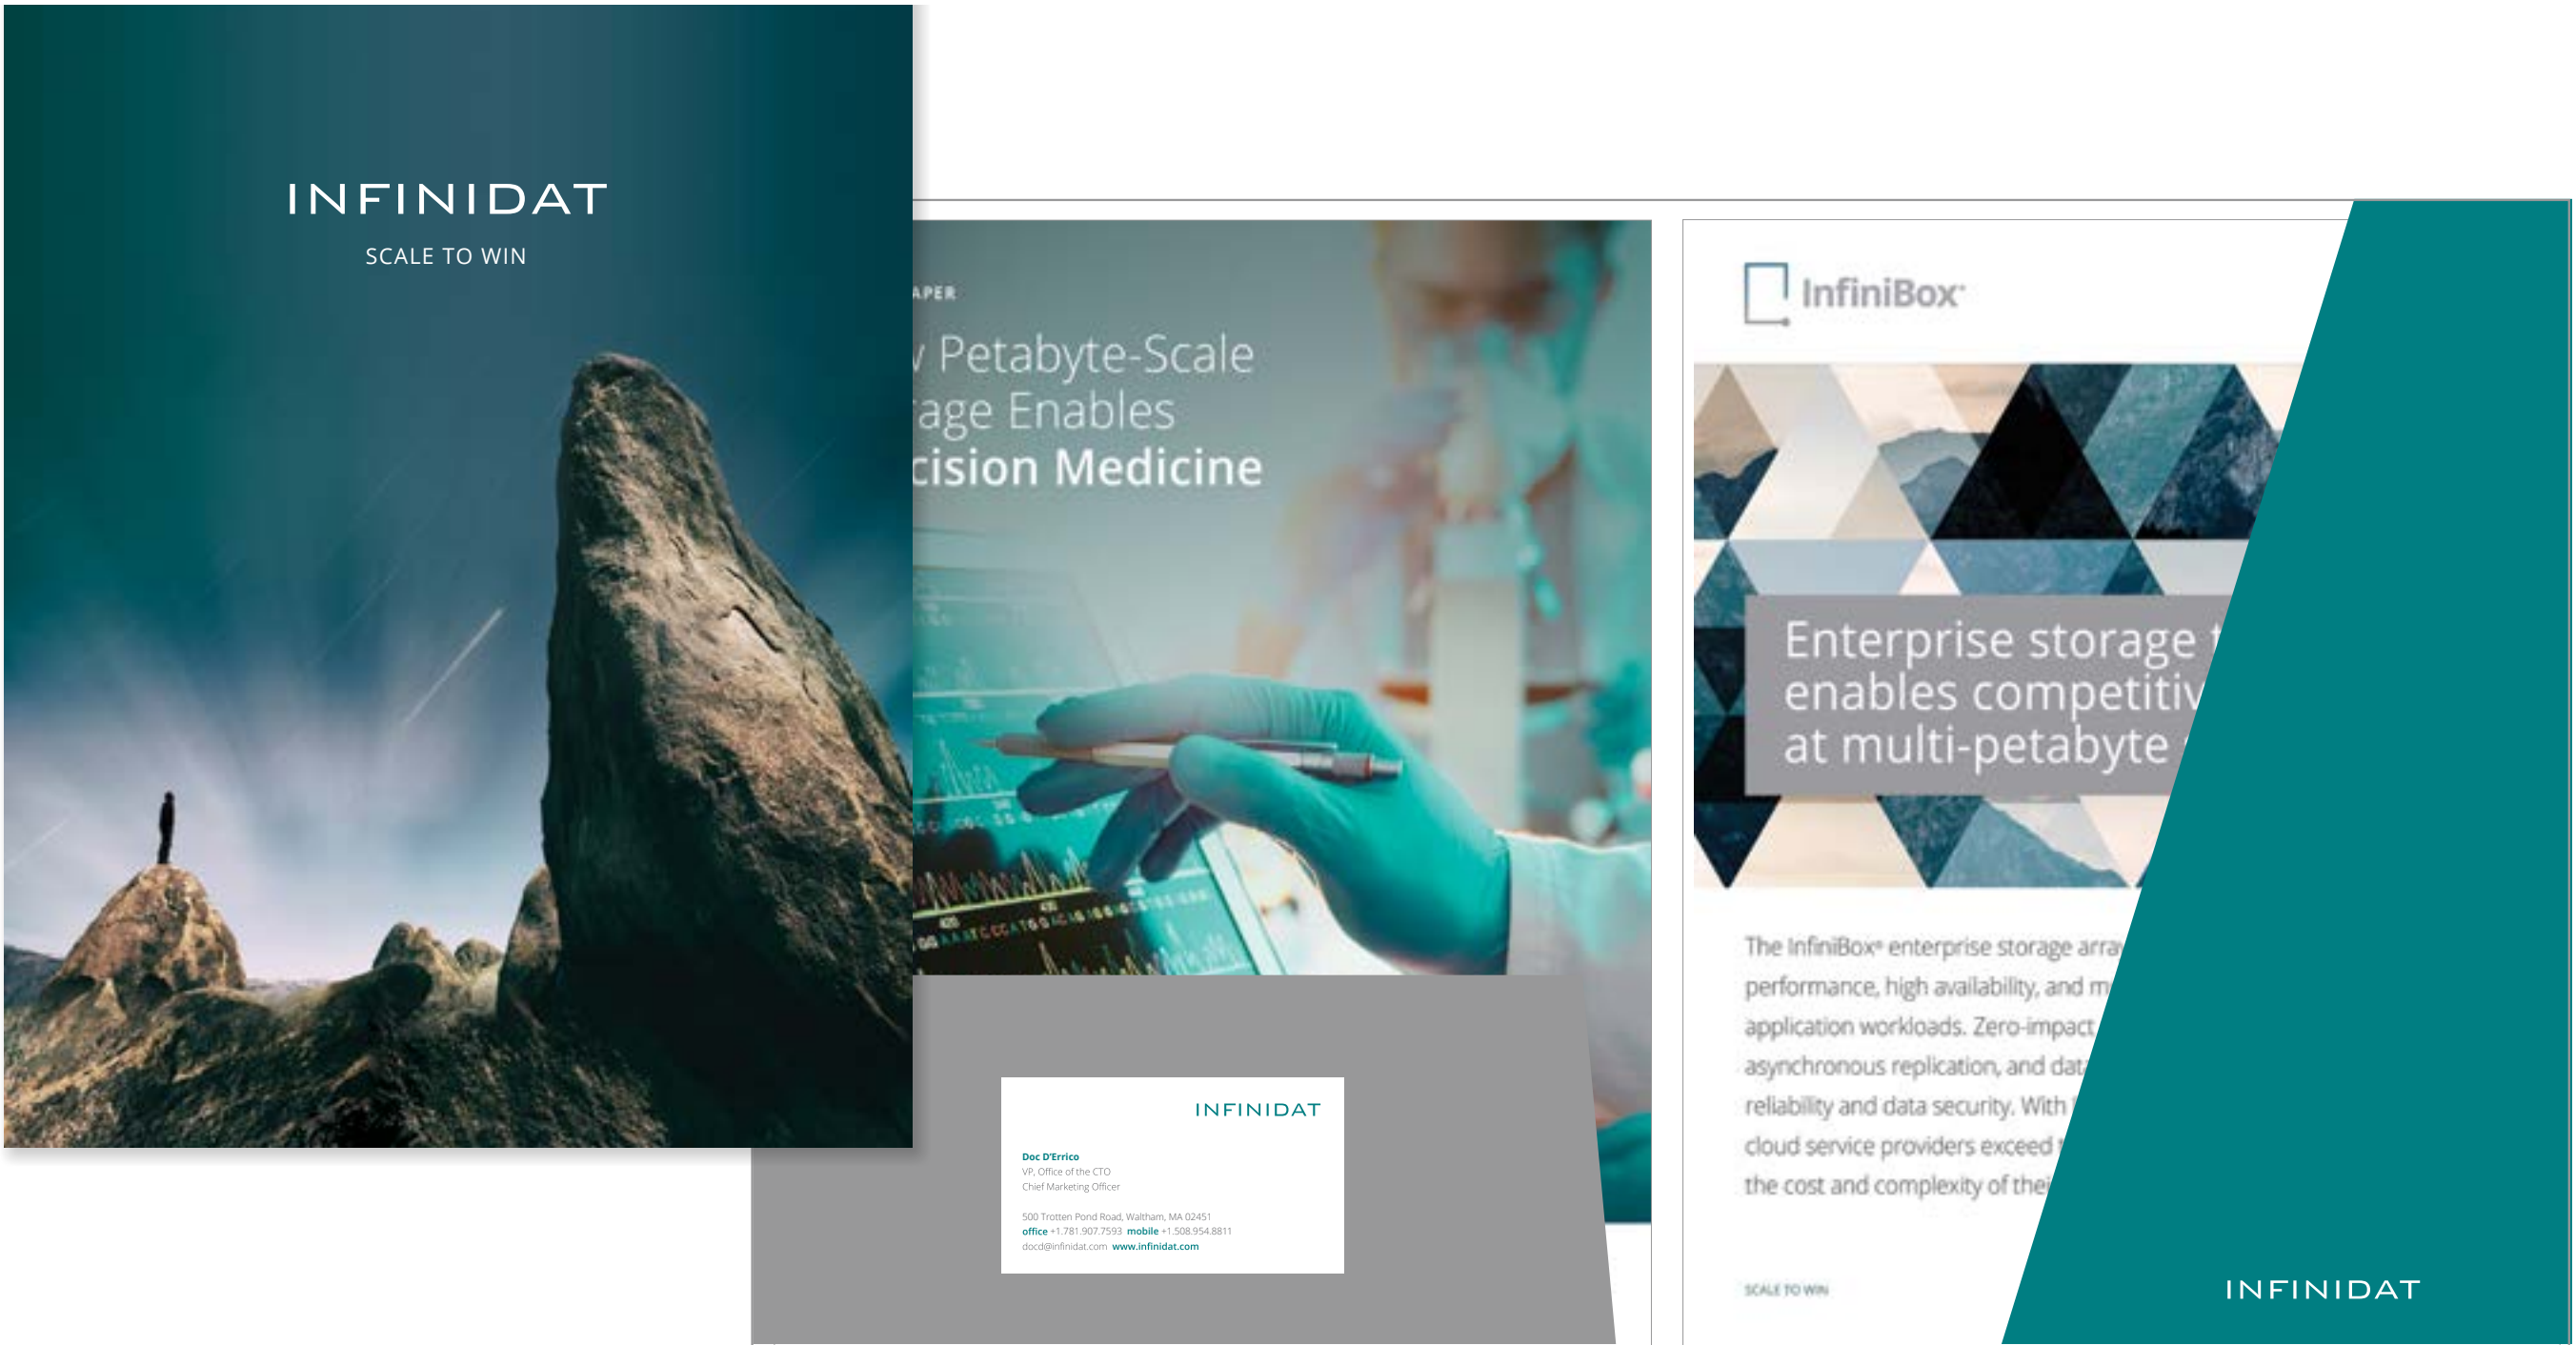 INFINIDAT
SCALE TO WIN
APER
Petabyte-Scale
age Enables
cision Medicine
INFINIDAT
Doc D'Errico
VP, Office of the CTO
Chief Marketing Officer
500 Trotten Pond Road, Waltham, MA 02451
office +1.781.907.7593 mobile +1.508.954.8811
docd@infinidat.com www.infinidat.com
InfiniBox
Enterprise storage
enables competitiv
at multi-petabyte
The InfiniBox® enterprise storage array
performance, high availability, and m
application workloads. Zero-impact
asynchronous replication, and data
reliability and data security. With
cloud service providers exceed
the cost and complexity of thei
SCALE TO WIN
INFINIDAT